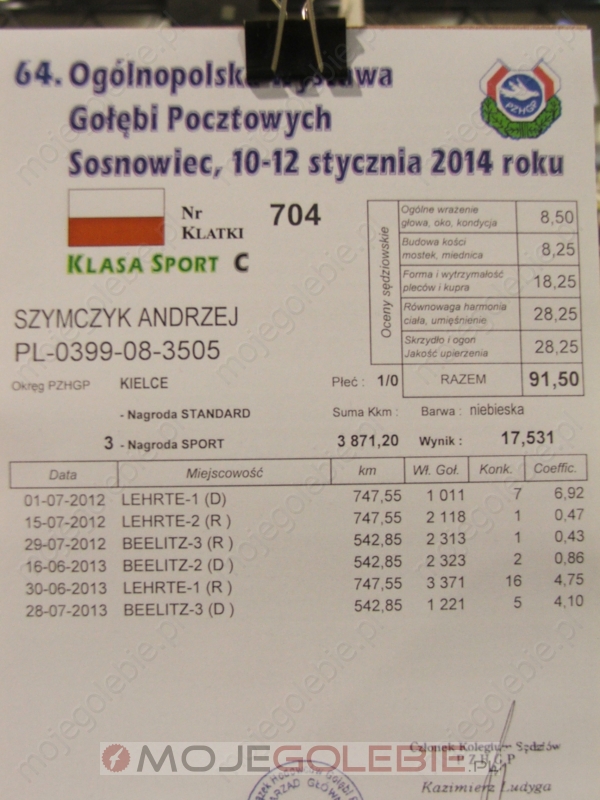 64. Ogólnopolska Wystawa
Gołębi Pocztowych
Sosnowiec, 10-12 stycznia 2014 roku
PZHGP
Nr
KLATKI 704
KLASA SPORT C
Oceny sędziowskie
Ogólne wrażenie
głowa, oko, kondycja 8,50
Budowa kości
mostek, miednica 8,25
Forma i wytrzymałość
pleców i kupra 18,25
Równowaga harmonia
ciała, umięśnienie 28,25
Skrzydło i ogon
Jakość upierzenia 28,25
RAZEM 91,50
SZYMCZYK ANDRZEJ
PL-0399-08-3505
Okręg PZHGP KIELCE Płeć : 1/0
- Nagroda STANDARD Suma Kkm : Barwa : niebieska
3 - Nagroda SPORT 3 871,20 Wynik : 17,531
Data Miejscowość km Wł. Goł. Konk. Coeffic.
01-07-2012 LEHRTE-1 (D) 747,55 1 011 7 6,92
15-07-2012 LEHRTE-2 (R ) 747,55 2 118 1 0,47
29-07-2012 BEELITZ-3 (R ) 542,85 2 313 1 0,43
16-06-2013 BEELITZ-2 (D ) 542,85 2 323 2 0,86
30-06-2013 LEHRTE-1 (R ) 747,55 3 371 16 4,75
28-07-2013 BEELITZ-3 (D ) 542,85 1 221 5 4,10
Członek Kolegium Sędziów
PZHGP
Kazimierz Ludyga
MOJEGOLEBIE.PL